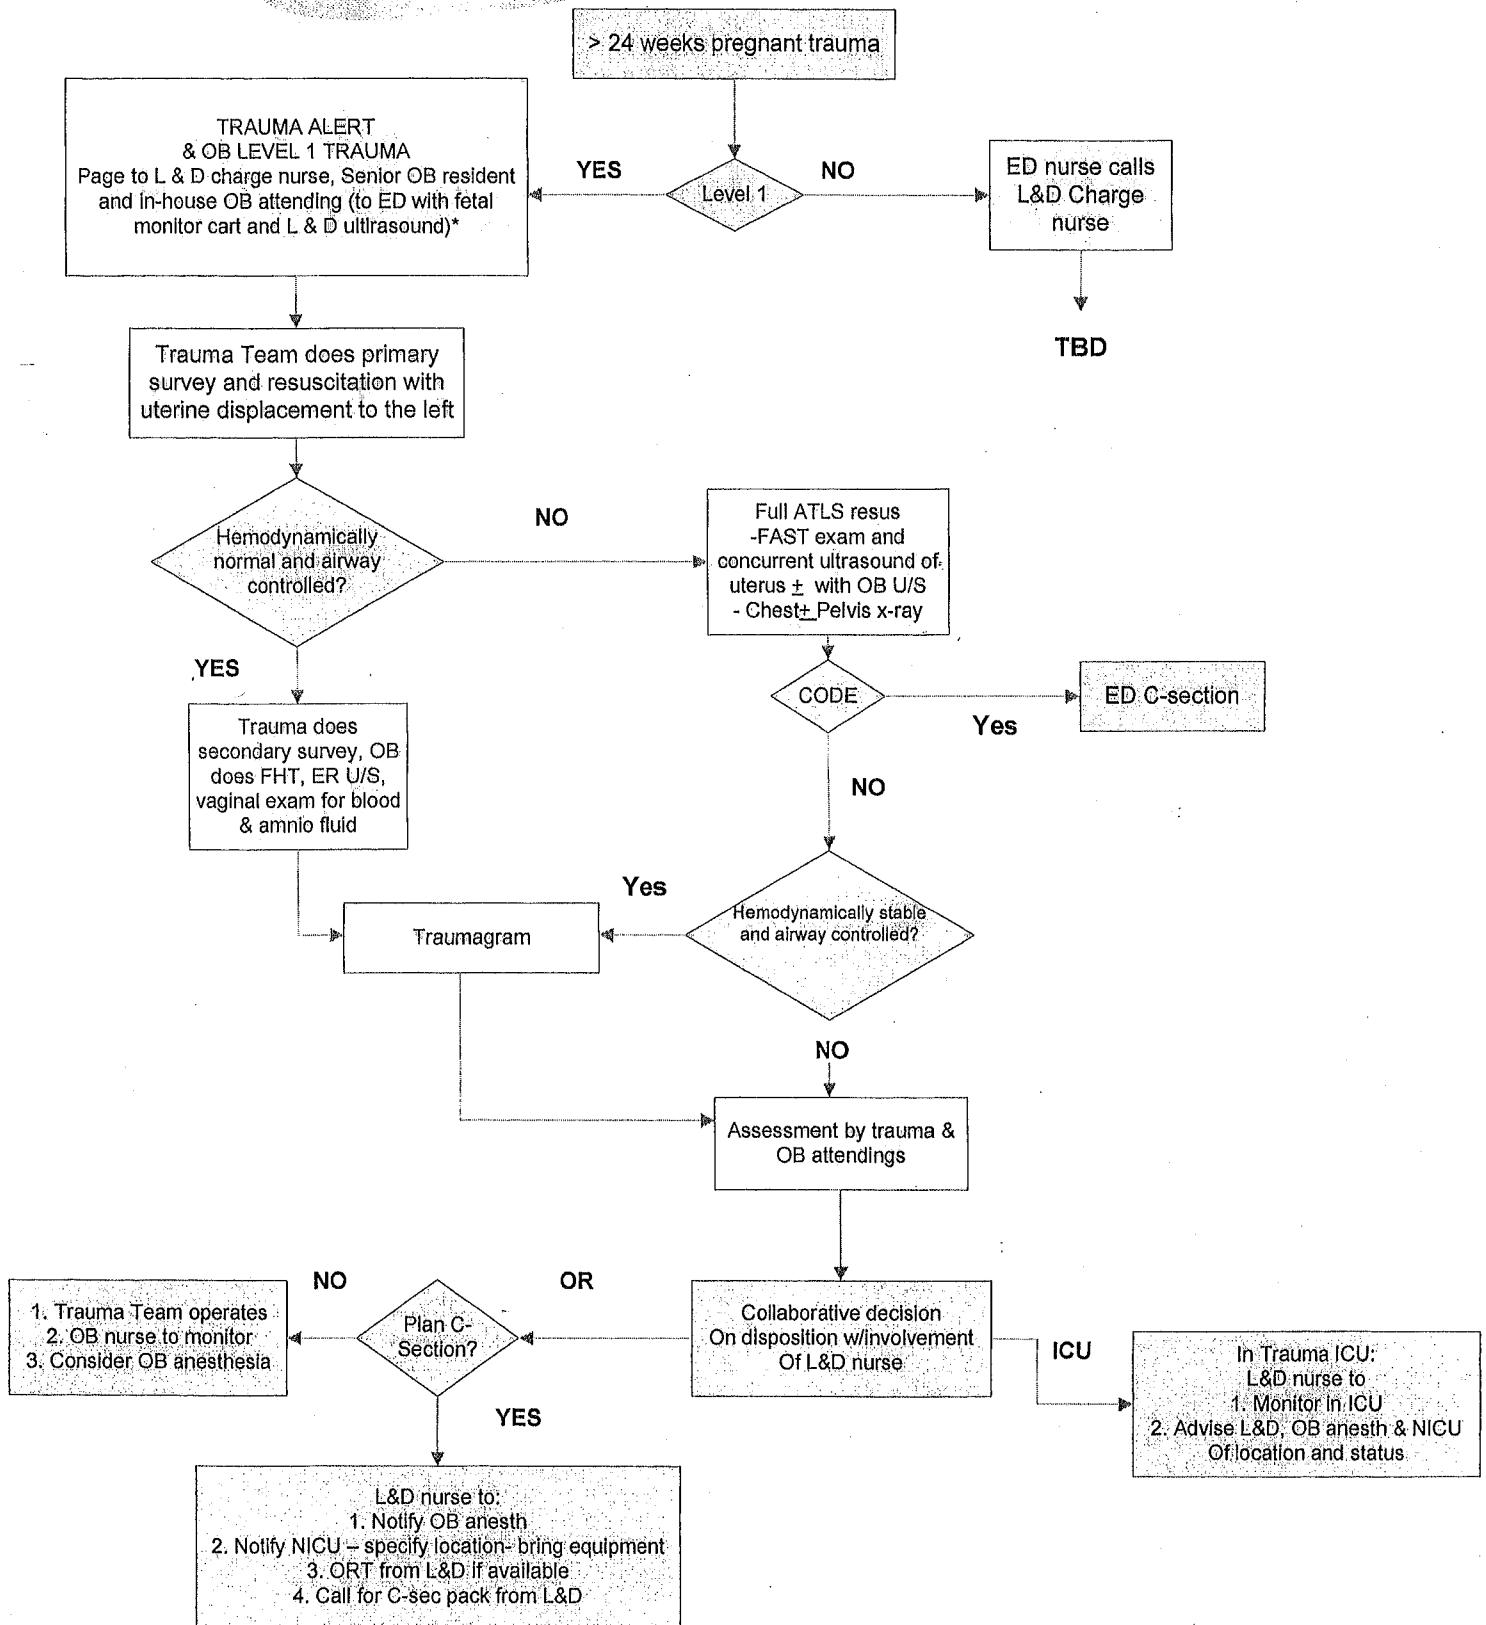 > 24 weeks pregnant trauma
TRAUMA ALERT
& OB LEVEL 1 TRAUMA
Page to L & D charge nurse, Senior OB resident
and in-house OB attending (to ED with fetal
monitor cart and L & D ultlrasound)*
YES
Level 1
NO
ED nurse calls
L&D Charge
nurse
TBD
Trauma Team does primary
survey and resuscitation with
uterine displacement to the left
Hemodynamically
normal and airway
controlled?
NO
Full ATLS resus
-FAST exam and
concurrent ultrasound of
uterus ± with OB U/S
- Chest± Pelvis x-ray
YES
CODE
Yes
ED C-section
Trauma does
secondary survey, OB
does FHT, ER U/S,
vaginal exam for blood
& amnio fluid
NO
Yes
Hemodynamically stable
and airway controlled?
Traumagram
NO
Assessment by trauma &
OB attendings
Collaborative decision
On disposition w/involvement
Of L&D nurse
OR
Plan C-
Section?
NO
1. Trauma Team operates
2. OB nurse to monitor
3. Consider OB anesthesia
ICU
In Trauma ICU:
L&D nurse to
1. Monitor in ICU
2. Advise L&D, OB anesth & NICU
Of location and status
YES
L&D nurse to:
1. Notify OB anesth
2. Notify NICU – specify location- bring equipment
3. ORT from L&D if available
4. Call for C-sec pack from L&D